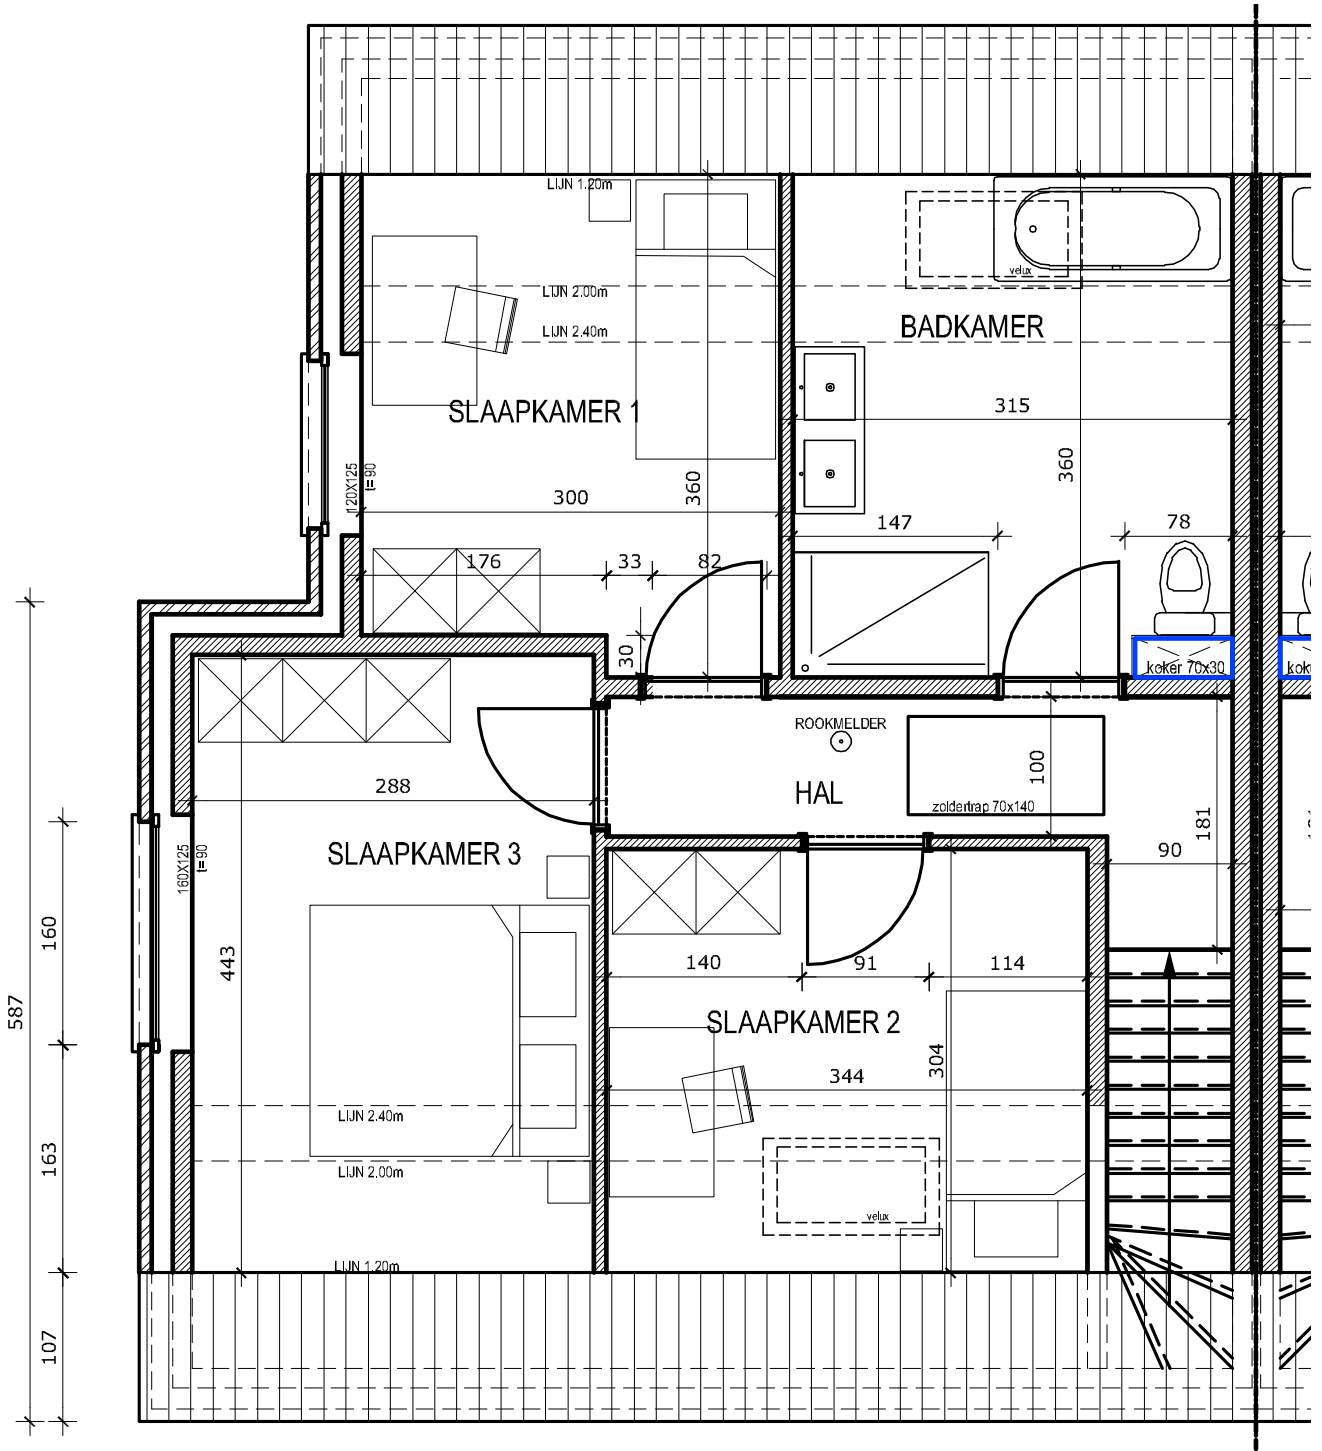 LIJN 1.20m
velux
LIJN 2.00m
LIJN 2.40m
BADKAMER
SLAAPKAMER 1
315
120X125
t=90
360
360
300
147
78
176
33
82
30
koker 70x30
ROOKMELDER
HAL
100
zoldertrap 70x140
288
181
SLAAPKAMER 3
160X125
t=90
90
160
443
140
91
114
587
SLAAPKAMER 2
304
344
LIJN 2.40m
163
LIJN 2.00m
velux
LIJN 1.20m
107